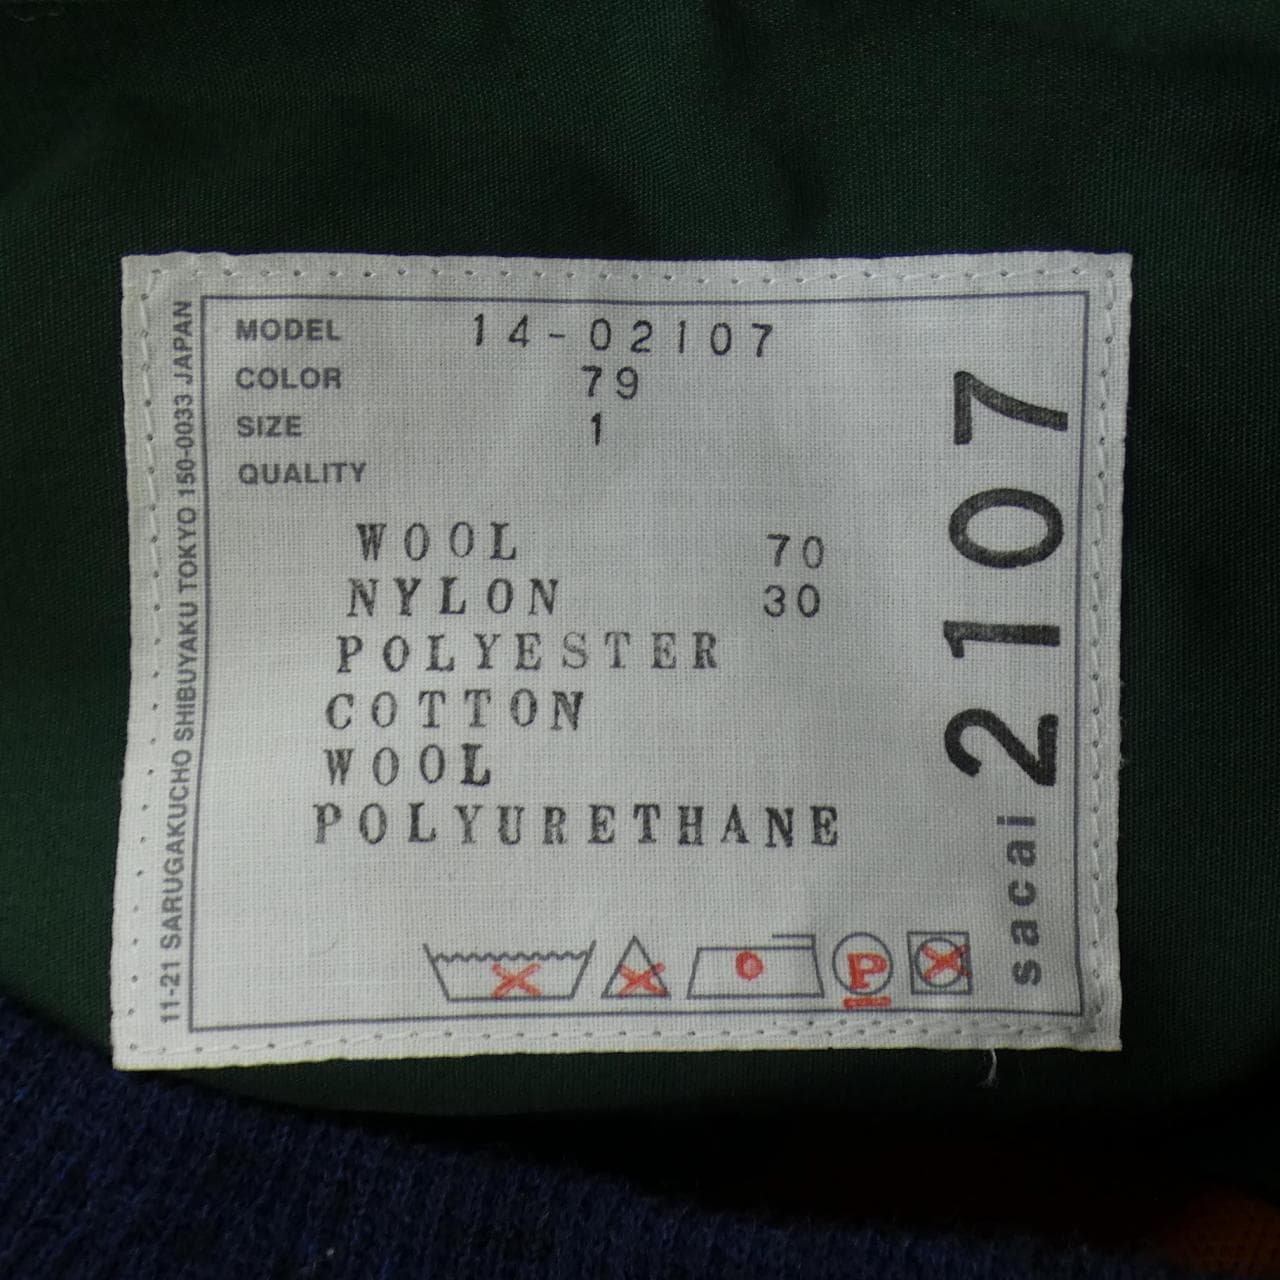 MODEL 14-02107
COLOR 79
SIZE 1
QUALITY
WOOL 70
NYLON 30
POLYESTER
COTTON
WOOL
POLYURETHANE
P
sacai 2107
11-21 SARUGAKUCHO SHIBUYAKU TOKYO 150-0033 JAPAN